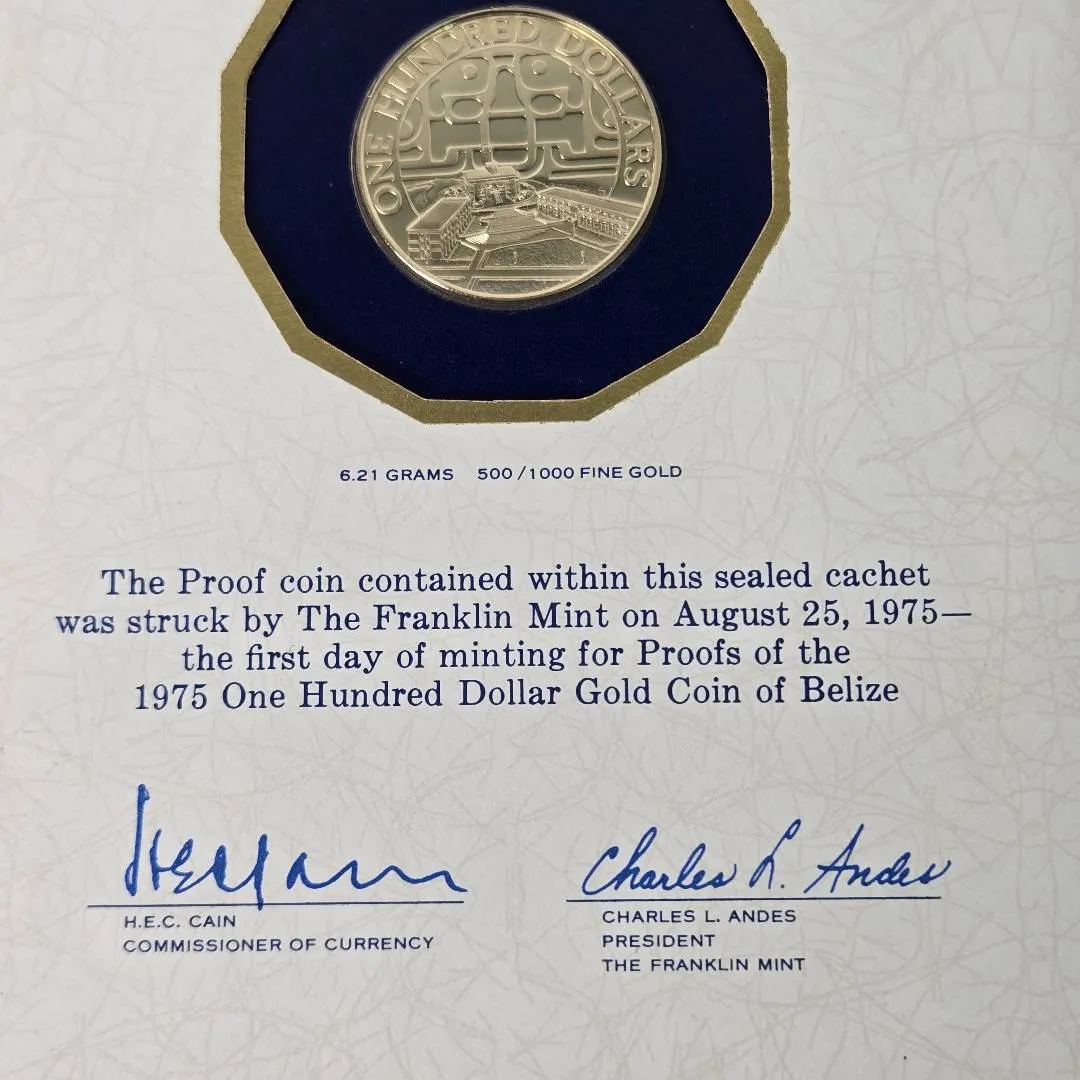 ONE HUNDRED DOLLARS
6.21 GRAMS 500/1000 FINE GOLD
The Proof coin contained within this sealed cachet
was struck by The Franklin Mint on August 25, 1975—
the first day of minting for Proofs of the
1975 One Hundred Dollar Gold Coin of Belize
Charles L. Andes
H.E.C. CAIN
COMMISSIONER OF CURRENCY
CHARLES L. ANDES
PRESIDENT
THE FRANKLIN MINT